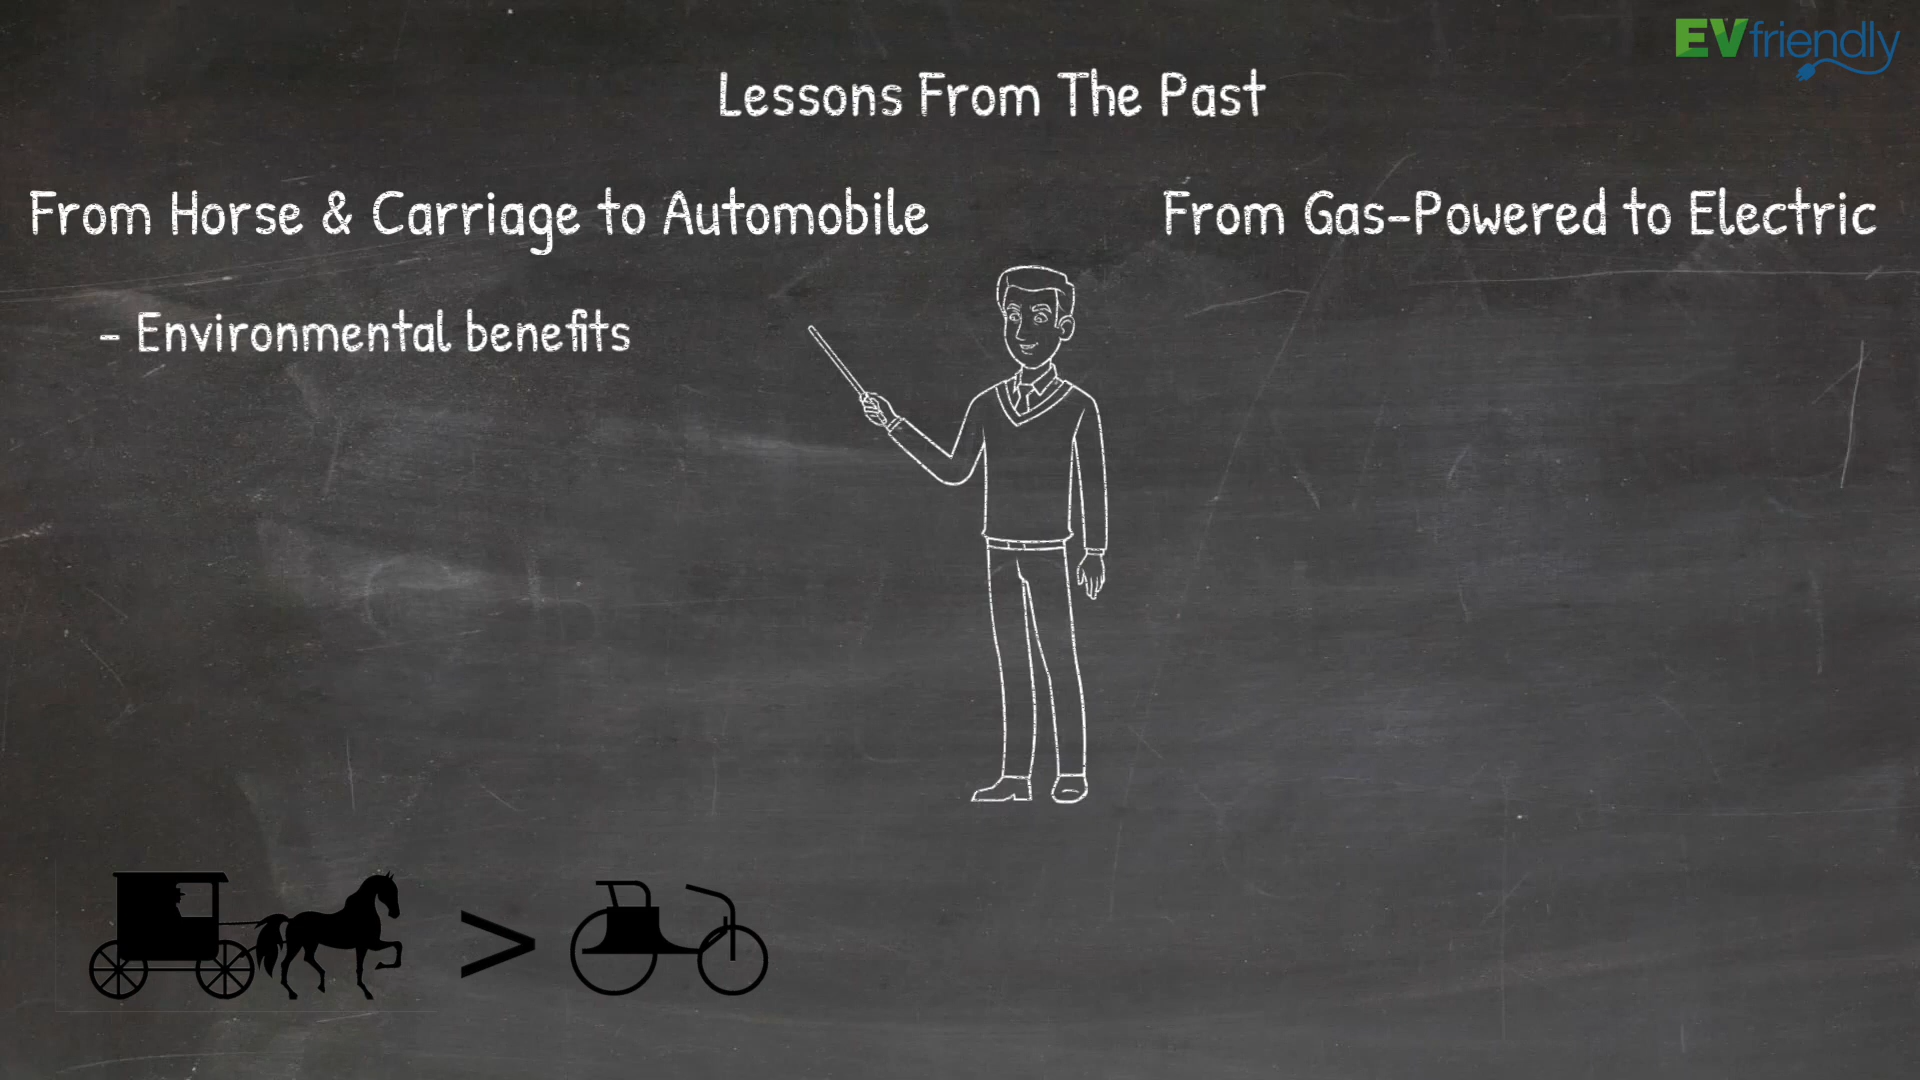 EVfriendly
Lessons From The Past
From Horse & Carriage to Automobile
From Gas-Powered to Electric
- Environmental benefits
>